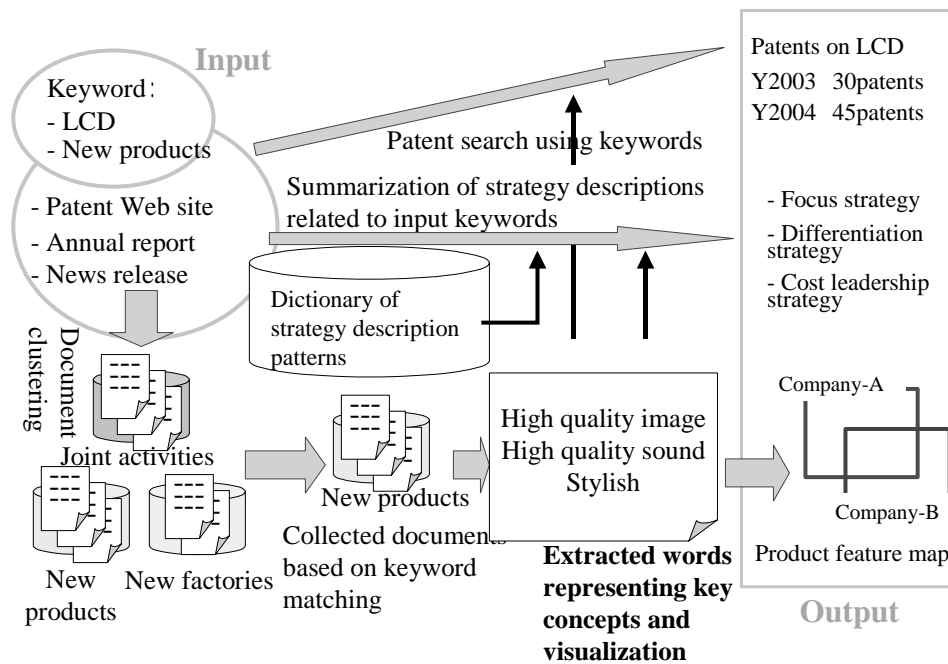 Input
Keyword:
- LCD
- New products
- Patent Web site
- Annual report
- News release
Patent search using keywords
Summarization of strategy descriptions
related to input keywords
Dictionary of
strategy description
patterns
Document
clustering
Joint activities
New
products
New factories
New products
Collected documents
based on keyword
matching
High quality image
High quality sound
Stylish
Extracted words
representing key
concepts and
visualization
Patents on LCD
Y2003 30patents
Y2004 45patents
- Focus strategy
- Differentiation
strategy
- Cost leadership
strategy
Company-A
Company-B
Product feature map
Output